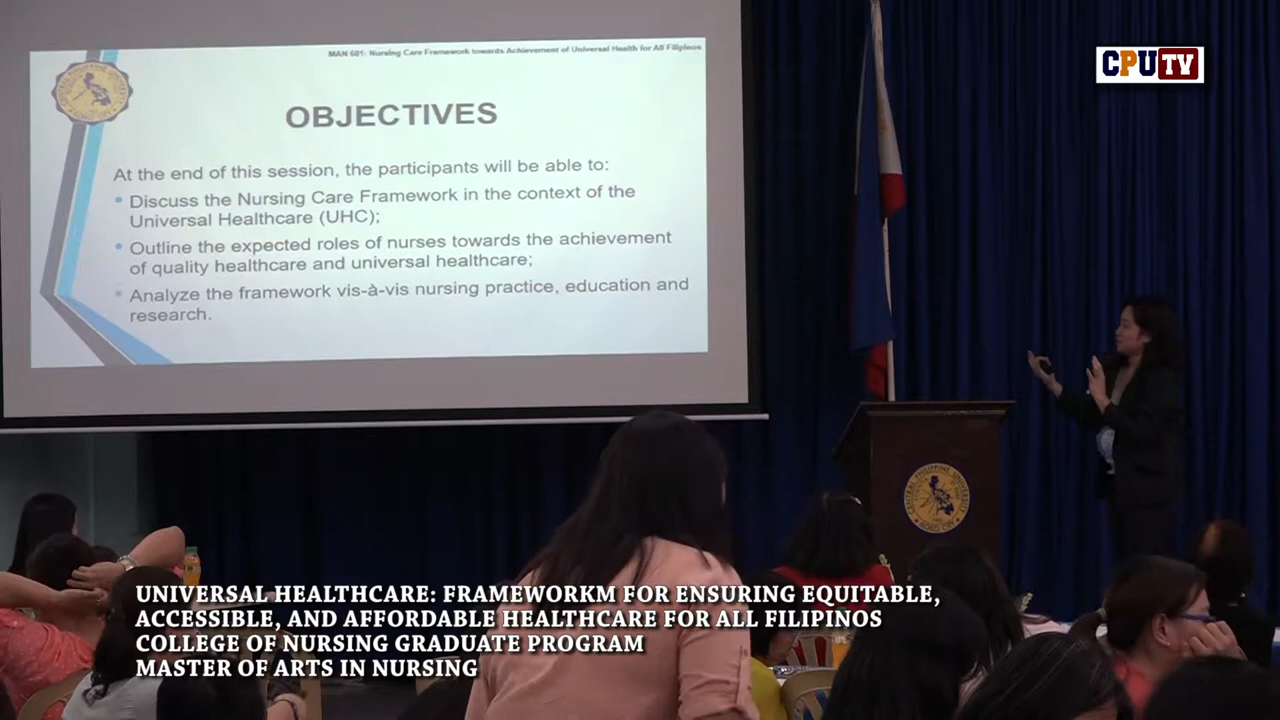 MAN 601: Nursing Care Framework towards Achievement of Universal Health for All Filipinos
CPUTV
OBJECTIVES
At the end of this session, the participants will be able to:
• Discuss the Nursing Care Framework in the context of the
Universal Healthcare (UHC);
• Outline the expected roles of nurses towards the achievement
of quality healthcare and universal healthcare;
• Analyze the framework vis-à-vis nursing practice, education and
research.
CENTRAL PHILIPPINE UNIVERSITY
UNIVERSAL HEALTHCARE: FRAMEWORKM FOR ENSURING EQUITABLE,
ACCESSIBLE, AND AFFORDABLE HEALTHCARE FOR ALL FILIPINOS
COLLEGE OF NURSING GRADUATE PROGRAM
MASTER OF ARTS IN NURSING